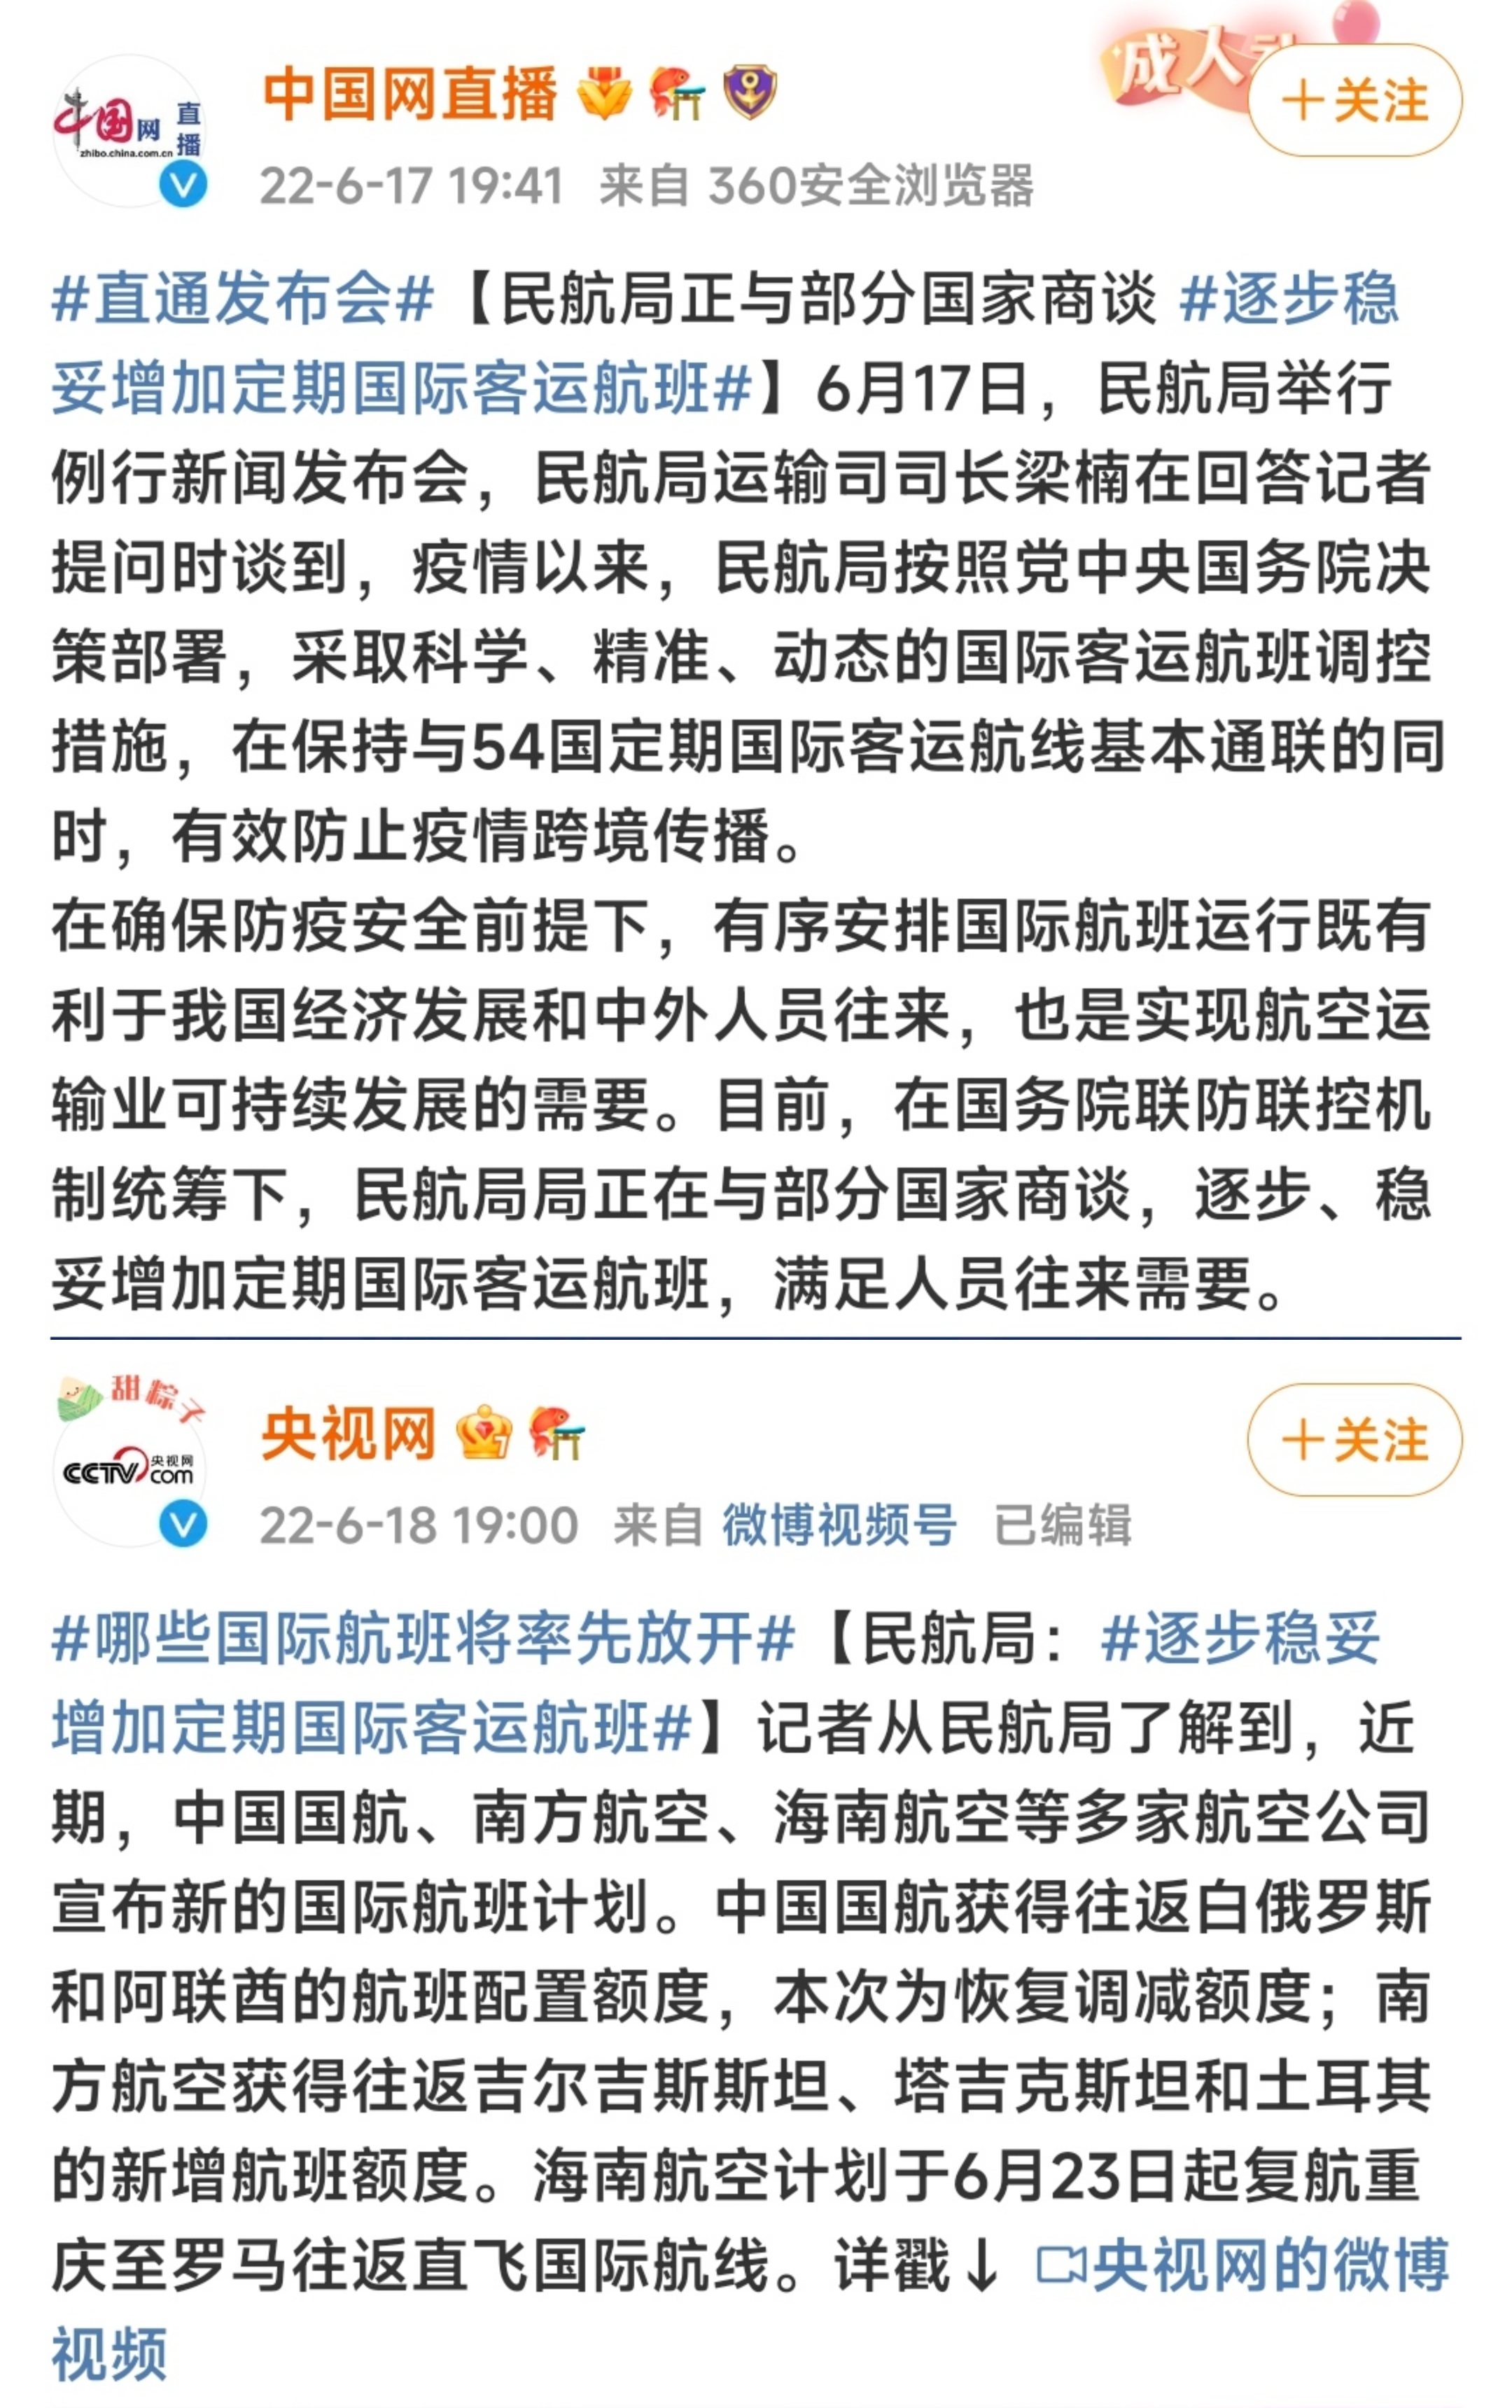 成人
+关注
中国网 直播
zhibo.china.com.cn
中国网直播
22-6-17 19:41 来自 360安全浏览器
#直通发布会#【民航局正与部分国家商谈 #逐步稳
妥增加定期国际客运航班#】6月17日，民航局举行
例行新闻发布会，民航局运输司司长梁楠在回答记者
提问时谈到，疫情以来，民航局按照党中央国务院决
策部署，采取科学、精准、动态的国际客运航班调控
措施，在保持与54国定期国际客运航线基本通联的同
时，有效防止疫情跨境传播。
在确保防疫安全前提下，有序安排国际航班运行既有
利于我国经济发展和中外人员往来，也是实现航空运
输业可持续发展的需要。目前，在国务院联防联控机
制统筹下，民航局局正在与部分国家商谈，逐步、稳
妥增加定期国际客运航班，满足人员往来需要。
甜粽子
CCTV 央视网
com
央视网
7
+关注
22-6-18 19:00 来自 微博视频号 已编辑
#哪些国际航班将率先放开#【民航局：#逐步稳妥
增加定期国际客运航班#】记者从民航局了解到，近
期，中国国航、南方航空、海南航空等多家航空公司
宣布新的国际航班计划。中国国航获得往返白俄罗斯
和阿联酋的航班配置额度，本次为恢复调减额度；南
方航空获得往返吉尔吉斯斯坦、塔吉克斯坦和土耳其
的新增航班额度。海南航空计划于6月23日起复航重
庆至罗马往返直飞国际航线。详戳↓ 央视网的微博
视频